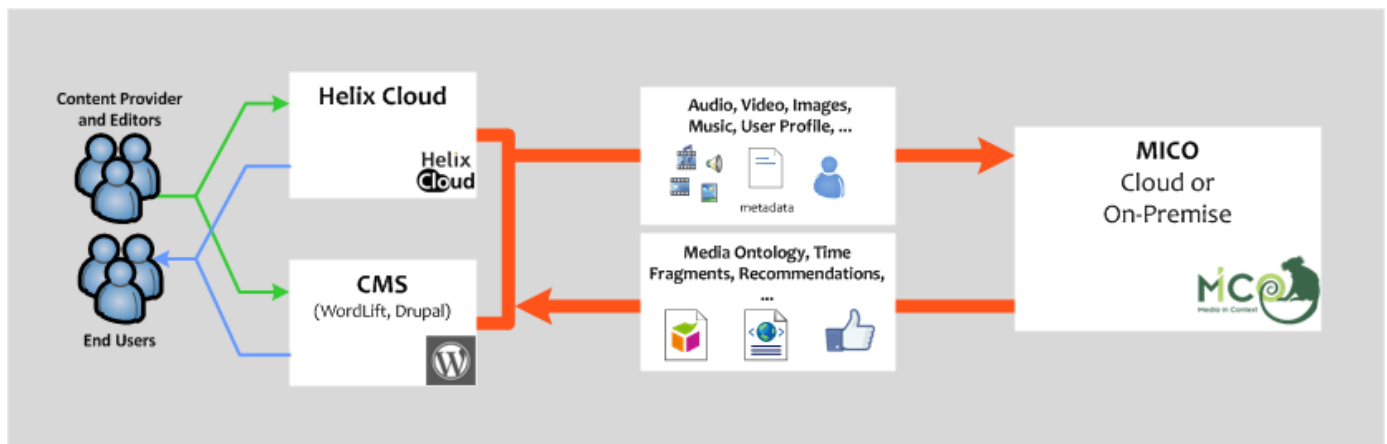 Content Provider
and Editors
End Users
Helix Cloud
Helix
Cloud
CMS
(WordLift, Drupal)
W
Audio, Video, Images,
Music, User Profile, ...
metadata
Media Ontology, Time
Fragments, Recommendations,
...
MICO
Cloud or
On-Premise
MICO
Media in Context